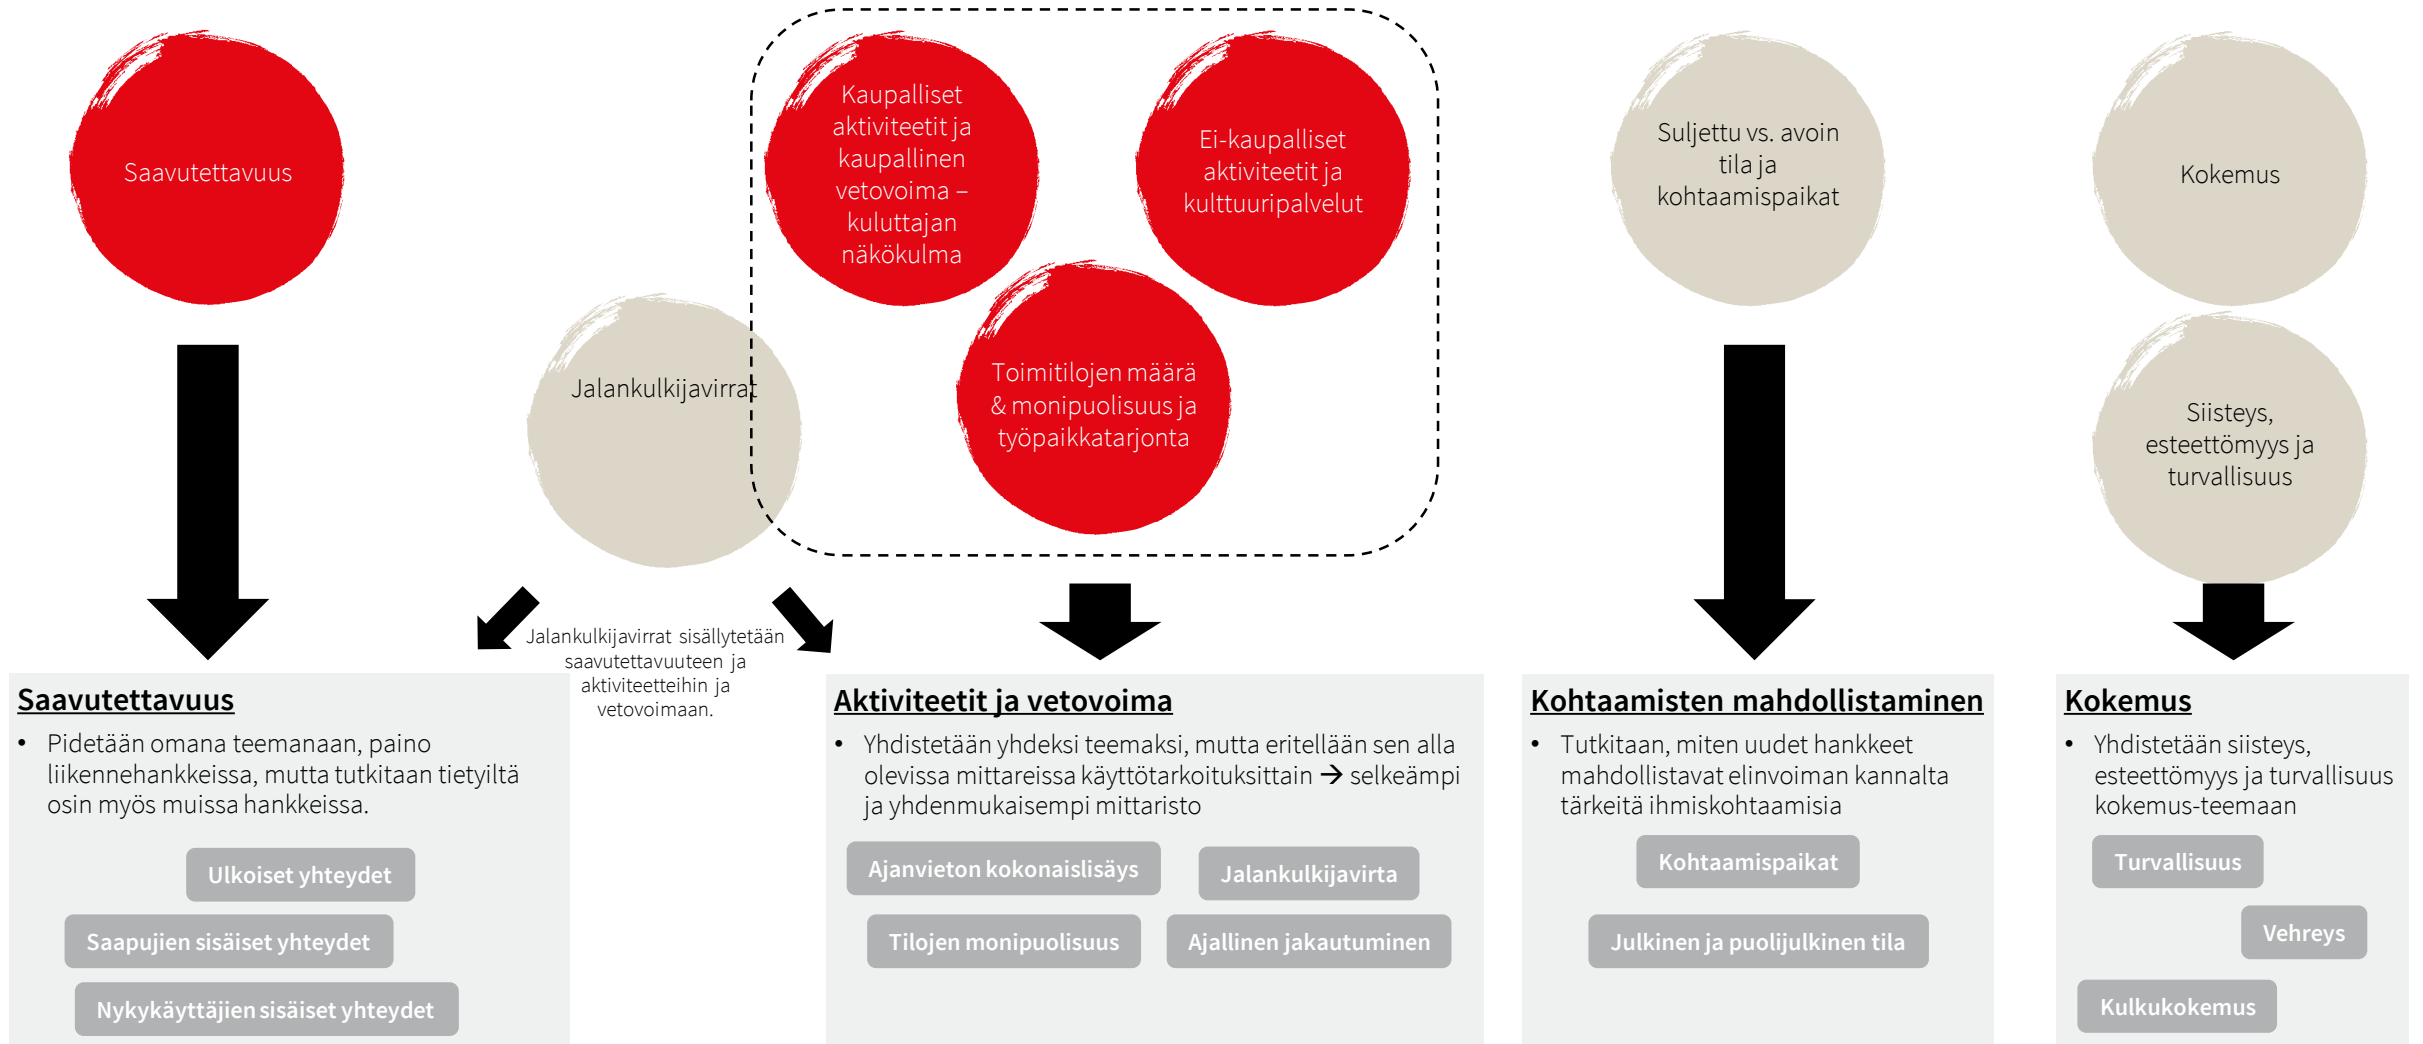 Saavutettavuus
Kaupalliset
aktiviteetit ja
kaupallinen
vetovoima –
kuluttajan
näkökulma
Ei-kaupalliset
aktiviteetit ja
kulttuuripalvelut
Toimitilojen määrä
& monipuolisuus ja
työpaikkatarjonta
Jalankulkijavirrat
Suljettu vs. avoin
tila ja
kohtaamispaikat
Kokemus
Siisteys,
esteettömyys ja
turvallisuus
Jalankulkijavirrat sisällytetään
saavutettavuuteen ja
aktiviteetteihin ja
vetovoimaan.
Saavutettavuus
• Pidetään omana teemanaan, paino
liikennehankkeissa, mutta tutkitaan tietyiltä
osin myös muissa hankkeissa.
Ulkoiset yhteydet
Saapujien sisäiset yhteydet
Nykykäyttäjien sisäiset yhteydet
Aktiviteetit ja vetovoima
• Yhdistetään yhdeksi teemaksi, mutta eritellään sen alla
olevissa mittareissa käyttötarkoituksittain → selkeämpi
ja yhdenmukaisempi mittaristo
Ajanvieton kokonaislisäys
Jalankulkijavirta
Tilojen monipuolisuus
Ajallinen jakautuminen
Kohtaamisten mahdollistaminen
• Tutkitaan, miten uudet hankkeet
mahdollistavat elinvoiman kannalta
tärkeitä ihmiskohtaamisia
Kohtaamispaikat
Julkinen ja puolijulkinen tila
Kokemus
• Yhdistetään siisteys,
esteettömyys ja turvallisuus
kokemus-teemaan
Turvallisuus
Vehreys
Kulkukokemus